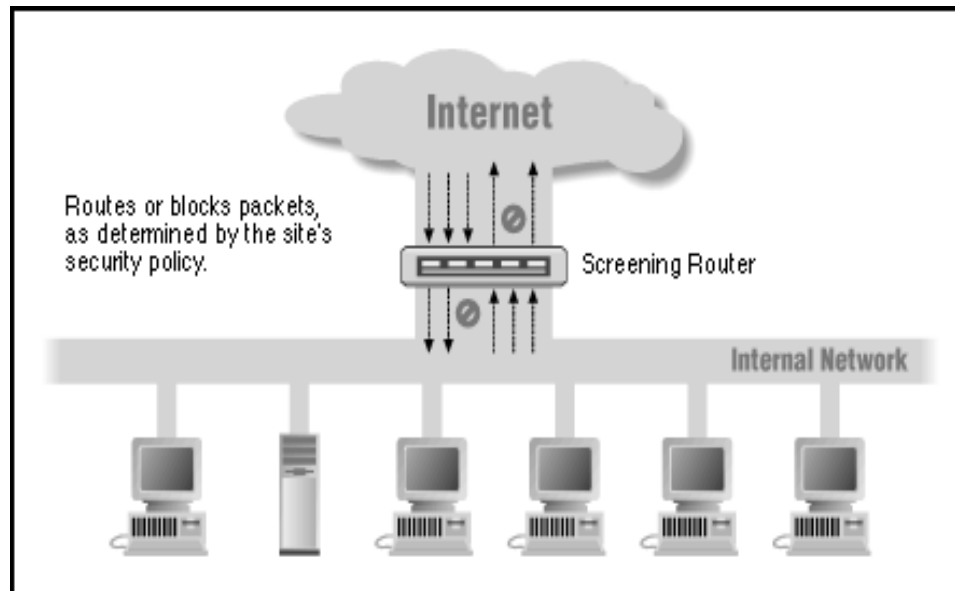 Internet
Routes or blocks packets,
as determined by the site's
security policy.
Screening Router
Internal Network